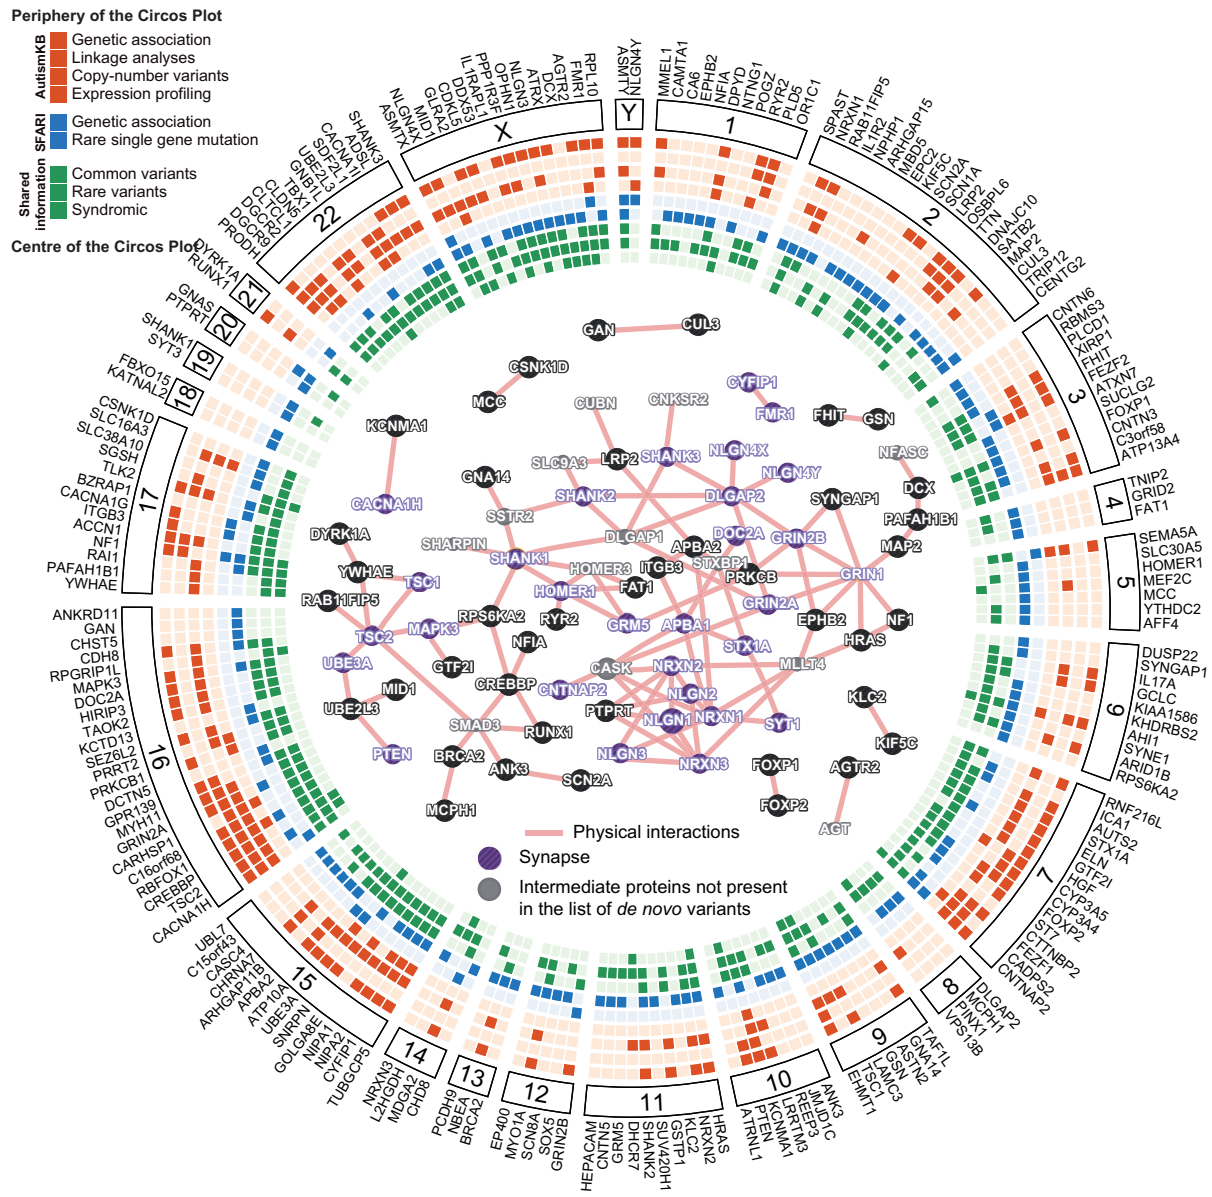 Periphery of the Circos Plot
AutismKB
Genetic association
Linkage analyses
Copy-number variants
Expression profiling
SFARI
Genetic association
Rare single gene mutation
Shared
information
Common variants
Rare variants
Syndromic
Centre of the Circos Plot
Y
ASMTY
NLGN4Y
1
MMEL1
CAMTA1
CA6
EPHB2
NFIA
DPYD
NTNG1
POGZ
RYR2
PLD5
OR1C1
2
SPAST
NRXN1
RAB11FIP5
IL1R2
NPHP1
ARHGAP15
MBD5
EPC2
KIF5C
SCN2A
SCN1A
LRP2
OSBPL6
TTN
DNAJC10
SATB2
MAP2
CUL3
TRIP12
CENTG2
3
CNTN6
RBMS3
PLCD1
XIRP1
FHIT
FEZF2
ATXN7
SUCLG2
FOXP1
CNTN3
C3orf58
ATP13A4
4
TNIP2
GRID2
FAT1
5
SEMA5A
SLC30A5
HOMER1
MEF2C
MCC
YTHDC2
AFF4
9
DUSP22
SYNGAP1
IL17A
GCLC
KIAA1586
KHDRBS2
AHI1
SYNE1
ARID1B
RPS6KA2
7
RNF216L
ICA1
AUTS2
STX1A
ELN
GTF2I
HGF
CYP3A5
CYP3A4
FOXP2
ST7
CTTNBP2
FEZF1
CADPS2
CNTNAP2
8
DLGAP2
MCPH1
PINX1
VPS13B
9
TAF1L
GNA14
ASTN2
GSN
LAMC3
TSC1
EHMT1
10
ANK3
JMJD1C
REEP3
LRRTM3
KCNMA1
PTEN
ATRNL1
11
HRAS
NRXN2
KLC2
GSTP1
SUV420H1
SHANK2
DHCR7
GRM5
CNTN5
HEPACAM
12
GRIN2B
SOX5
SCN8A
MYO1A
EP400
13
BRCA2
NBEA
PCDH9
14
CHD8
MDGA2
L2HGDH
NRXN3
15
TUBGCP5
CYFIP1
NIPA2
NIPA1
GOLGA8E
SNRPN
UBE3A
ATP10A
APBA2
ARHGAP11B
CHRNA7
CASC4
C15orf43
UBL7
16
CACNA1H
TSC2
CREBBP
RBFOX1
C16orf68
CARHSP1
GRIN2A
MYH11
GPR139
DCTN5
PRKCB1
PRRT2
SEZ6L2
KCTD13
TAOK2
HIRIP3
DOC2A
MAPK3
RPGRIP1L
CDH8
CHST5
GAN
ANKRD11
17
YWHAE
PAFAH1B1
RAI1
NF1
ACCN1
ITGB3
CACNA1G
BZRAP1
TLK2
SGSH
SLC38A10
SLC16A3
CSNK1D
18
KATNAL2
FBXO15
19
SYT3
SHANK1
20
PTPRT
GNAS
21
RUNX1
DYRK1A
22
PRODH
DGCR9
DGCR2
CLTCL1
CLDN5
TBX1
GNB1L
UBE2L3
SDF2L1
CACNA1I
ADSL
SHANK3
X
ASMTX
NLGN4X
MID1
GLRA2
CDKL5
DDX53
IL1RAPL1
PPP1R3F
OPHN1
NLGN3
ATRX
DCX
AGTR2
FMR1
RPL10
GAN
CUL3
CSNK1D
MCC
CUBN
CNKSR2
CYFIP1
FMR1
FHIT
GSN
KCNMA1
NFASC
SLC9A3
LRP2
SHANK3
NLGN4X
NLGN4Y
GNA14
DCX
CACNA1H
SHANK2
DLGAP2
SYNGAP1
SSTR2
PAFAH1B1
DYRK1A
DLGAP1
DOC2A
GRIN2B
SHARPIN
APBA2
MAP2
SHANK1
STXBP1
YWHAE
HOMER3
ITGB3
PRKCB
GRIN1
TSC1
HOMER1
FAT1
RAB11FIP5
GRIN2A
RPS6KA2
RYR2
GRM5
APBA1
EPHB2
NF1
TSC2
MAPK3
NFIA
STX1A
HRAS
UBE3A
GTF2I
CASK
NRXN2
MLLT4
CREBBP
CNTNAP2
NLGN2
KLC2
MID1
UBE2L3
PTPRT
NLGN1
NRXN1
SYT1
SMAD3
RUNX1
KIF5C
PTEN
BRCA2
NLGN3
NRXN3
FOXP1
AGTR2
ANK3
SCN2A
MCPH1
FOXP2
AGT
Physical interactions
Synapse
Intermediate proteins not present
in the list of de novo variants